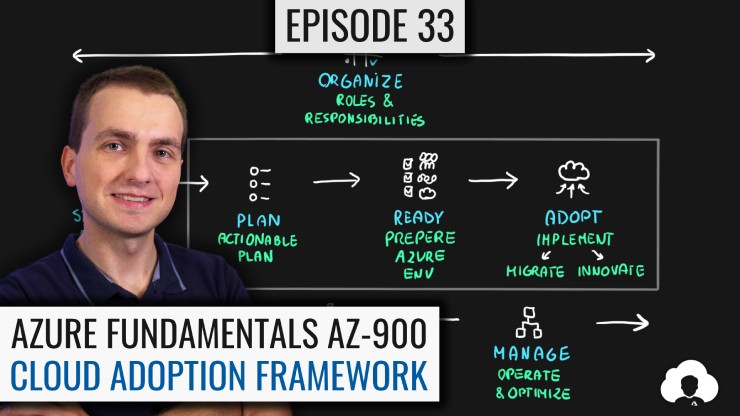 EPISODE 33
ORGANIZE
ROLES &
RESPONSIBILITIES
PLAN
ACTIONABLE
PLAN
READY
PREPERE
AZURE
ENV
ADOPT
IMPLEMENT
MIGRATE INNOVATE
MANAGE
OPERATE
& OPTIMIZE
AZURE FUNDAMENTALS AZ-900
CLOUD ADOPTION FRAMEWORK